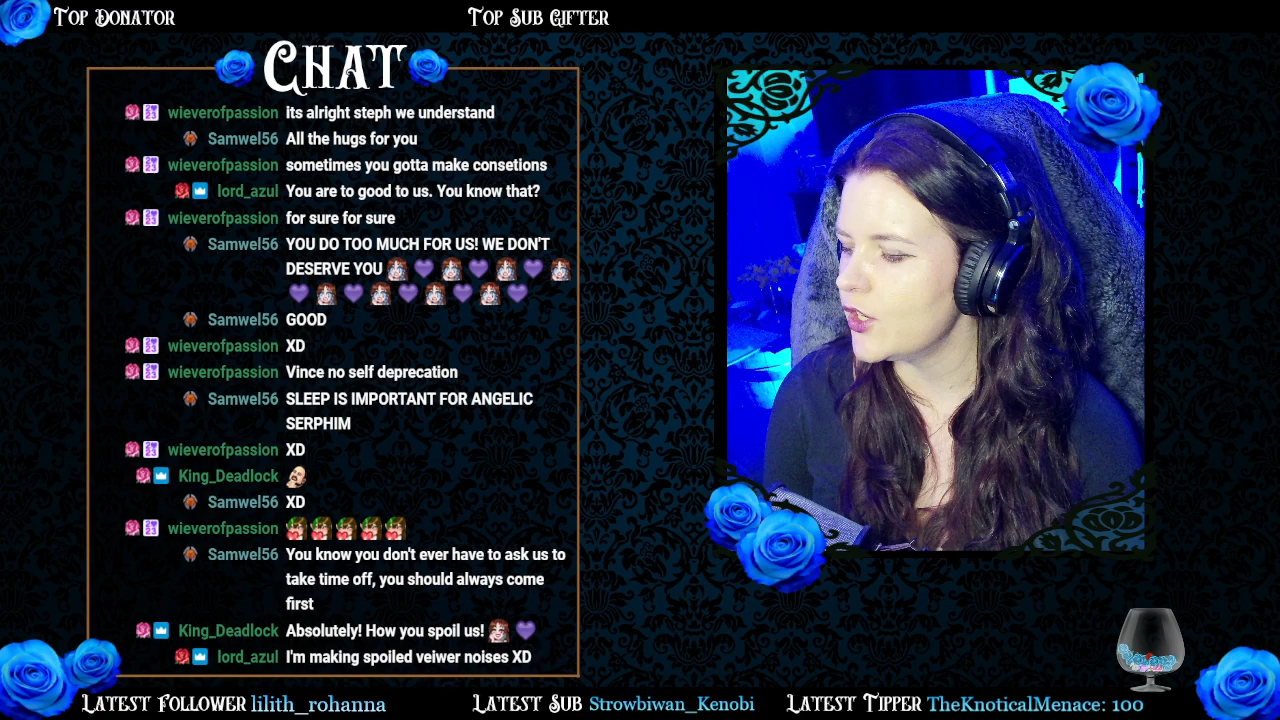 Top Donator
Top Sub Gifter
Chat
wieverofpassion its alright steph we understand
Samwel56 All the hugs for you
wieverofpassion sometimes you gotta make consetions
lord_azul You are to good to us. You know that?
wieverofpassion for sure for sure
Samwel56 YOU DO TOO MUCH FOR US! WE DON'T
DESERVE YOU
Samwel56 GOOD
wieverofpassion XD
wieverofpassion Vince no self deprecation
Samwel56 SLEEP IS IMPORTANT FOR ANGELIC
SERPHIM
wieverofpassion XD
King_Deadlock
Samwel56 XD
wieverofpassion
Samwel56 You know you don't ever have to ask us to
take time off, you should always come
first
King_Deadlock Absolutely! How you spoil us!
lord_azul I'm making spoiled veiwer noises XD
Latest Follower lilith_rohanna
Latest Sub Strowbiwan_Kenobi
Latest Tipper TheKnoticalMenace: 100